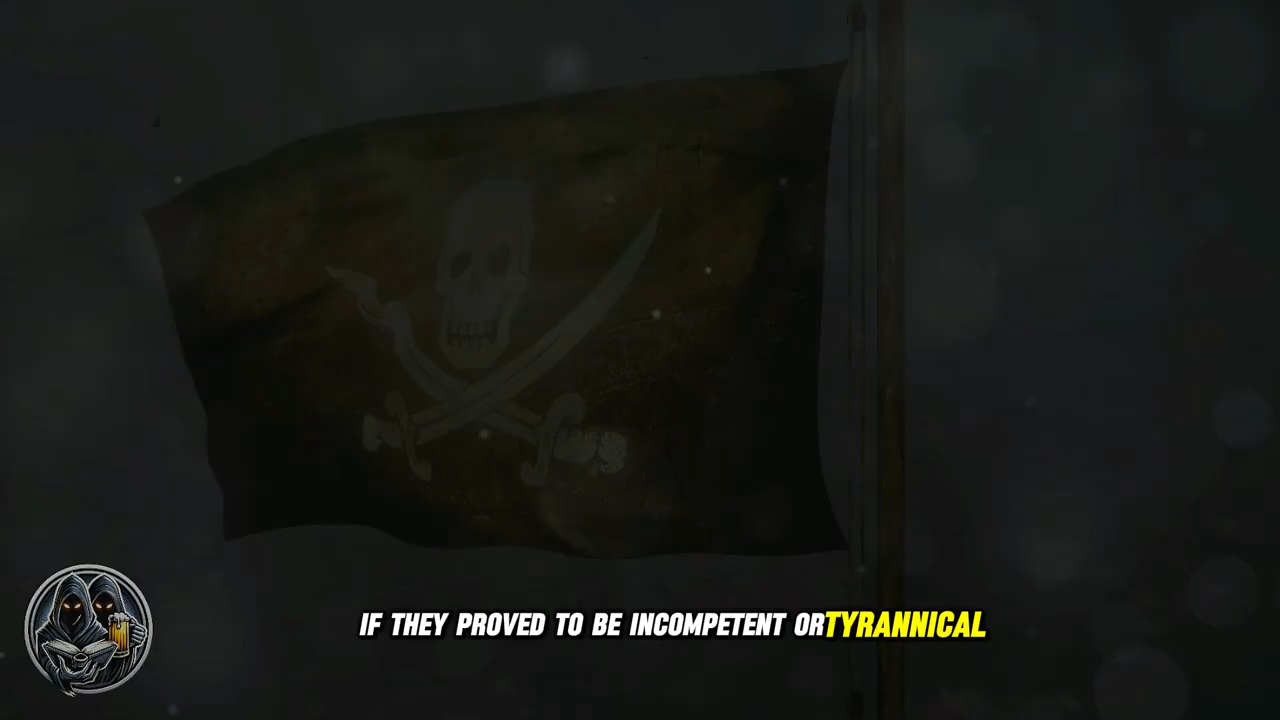 IF THEY PROVED TO BE INCOMPETENT ORTYRANNICAL